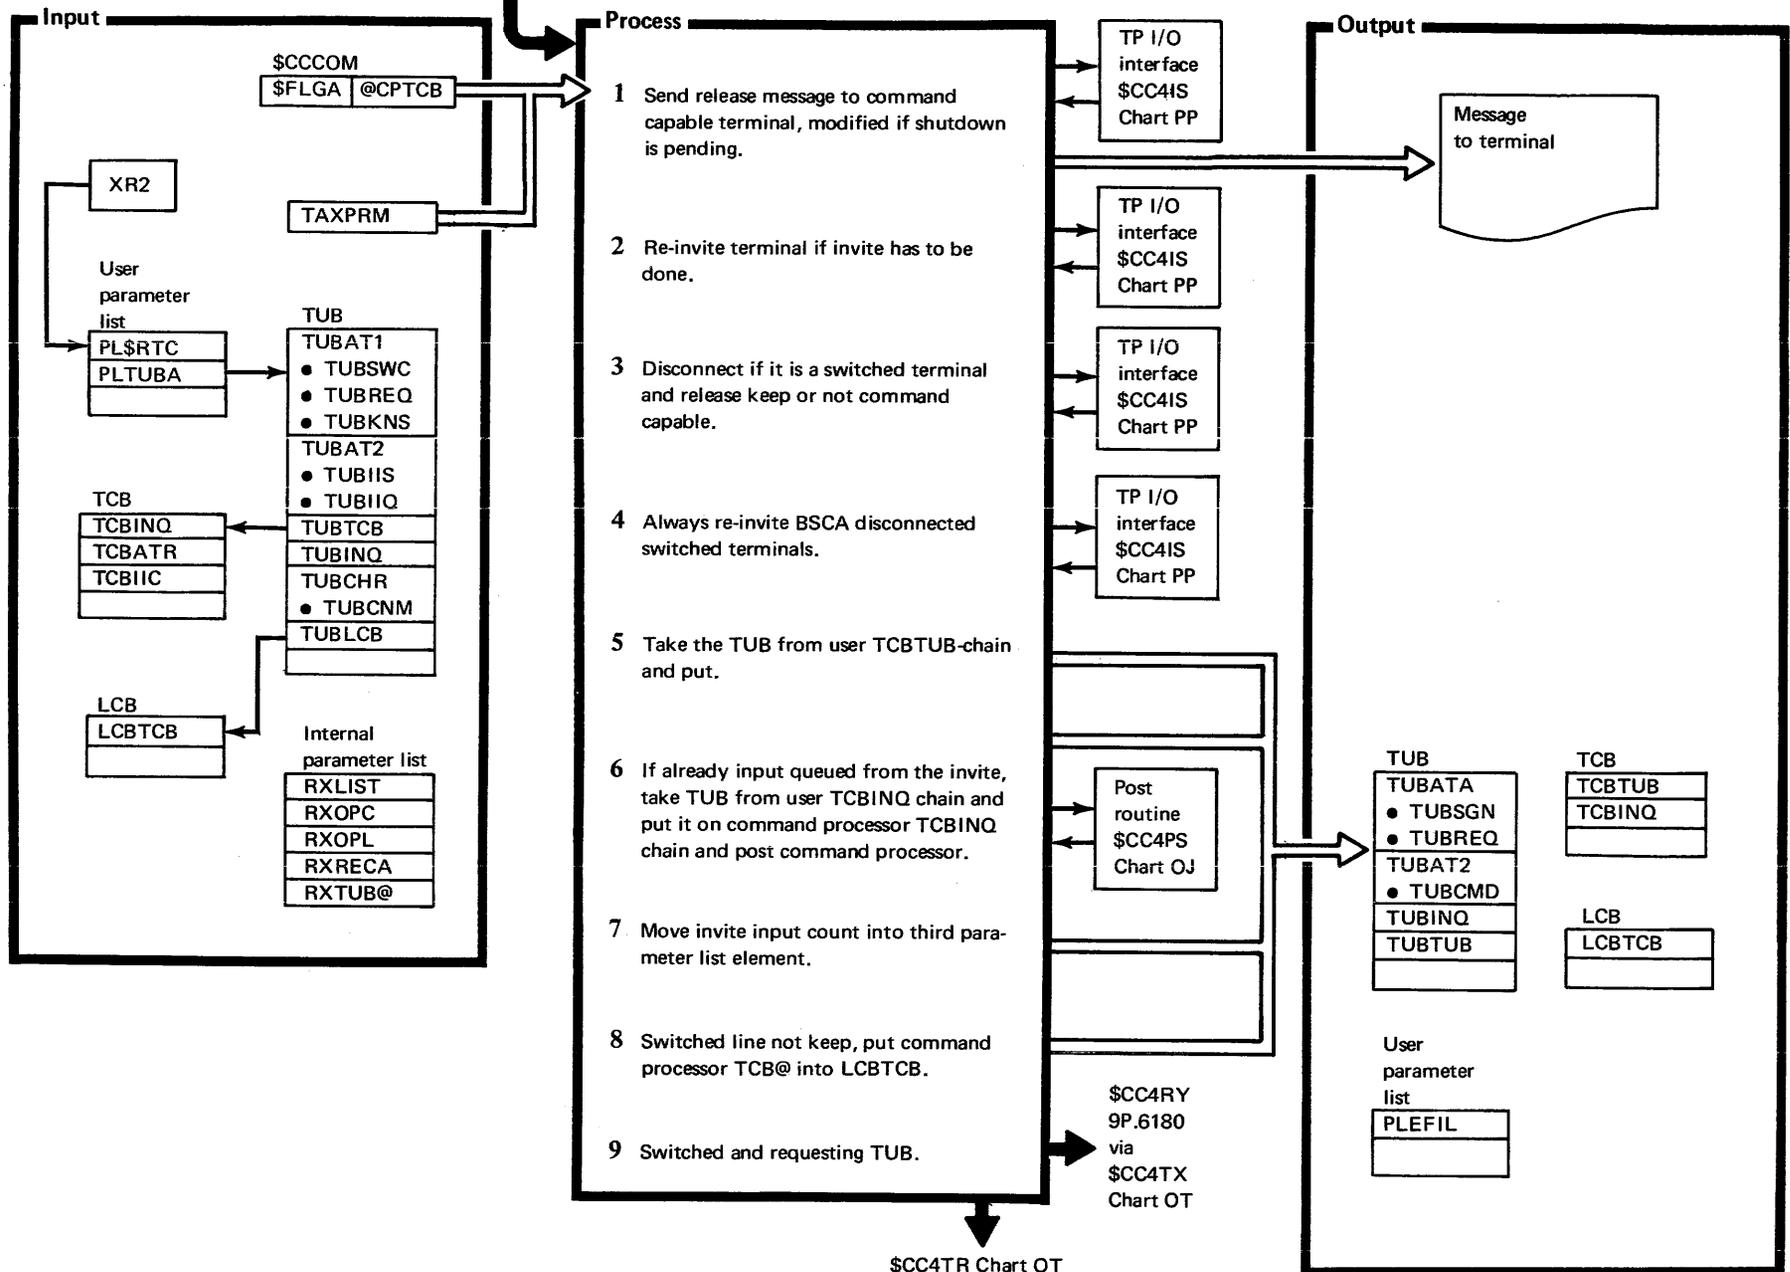 Input
$CCCOM
$FLGA @CPTCB
XR2
TAXPRM
User
parameter
list
PL$RTC
PLTUBA
TUB
TUBAT1
• TUBSWC
• TUBREQ
• TUBKNS
TUBAT2
• TUBIIS
• TUBIIQ
TUBTCB
TUBINQ
TUBCHR
• TUBCNM
TUBLCB
TCB
TCBINQ
TCBATR
TCBIIC
LCB
LCBTCB
Internal
parameter list
RXLIST
RXOPC
RXOPL
RXRECA
RXTUB@
Process
1 Send release message to command
capable terminal, modified if shutdown
is pending.
2 Re-invite terminal if invite has to be
done.
3 Disconnect if it is a switched terminal
and release keep or not command
capable.
4 Always re-invite BSCA disconnected
switched terminals.
5 Take the TUB from user TCBTUB-chain
and put.
6 If already input queued from the invite,
take TUB from user TCBINQ chain and
put it on command processor TCBINQ
chain and post command processor.
7 Move invite input count into third para-
meter list element.
8 Switched line not keep, put command
processor TCB@ into LCBTCB.
9 Switched and requesting TUB.
TP I/O
interface
$CC4IS
Chart PP
TP I/O
interface
$CC4IS
Chart PP
TP I/O
interface
$CC4IS
Chart PP
TP I/O
interface
$CC4IS
Chart PP
Post
routine
$CC4PS
Chart OJ
$CC4RY
9P.6180
via
$CC4TX
Chart OT
$CC4TR Chart OT
Output
Message
to terminal
TUB
TUBATA
• TUBSGN
• TUBREQ
TUBAT2
• TUBCMD
TUBINQ
TUBTUB
TCB
TCBTUB
TCBINQ
LCB
LCBTCB
User
parameter
list
PLEFIL